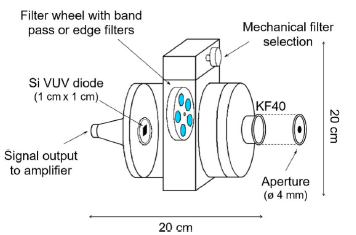 Filter wheel with band
pass or edge filters
Mechanical filter
selection
Si VUV diode
(1 cm x 1 cm)
KF40
20 cm
Signal output
to amplifier
Aperture
(ø 4 mm)
20 cm